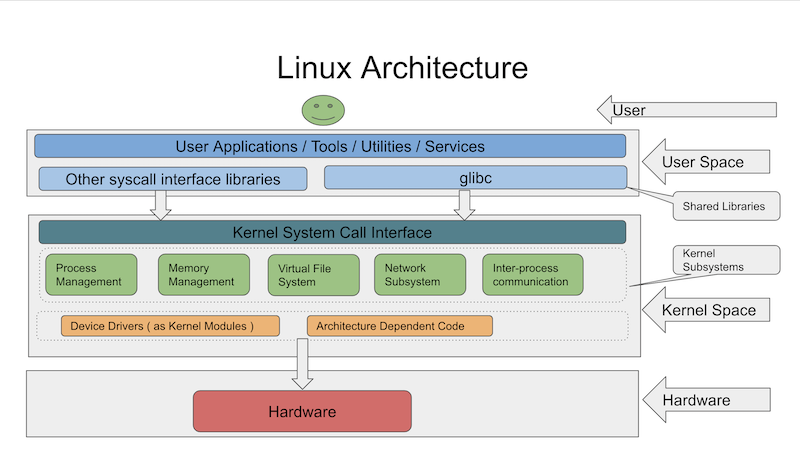 Linux Architecture
User
User Applications / Tools / Utilities / Services
User Space
Other syscall interface libraries
glibc
Shared Libraries
Kernel System Call Interface
Kernel
Subsystems
Process
Management
Memory
Management
Virtual File
System
Network
Subsystem
Inter-process
communication
Kernel Space
Device Drivers ( as Kernel Modules )
Architecture Dependent Code
Hardware
Hardware